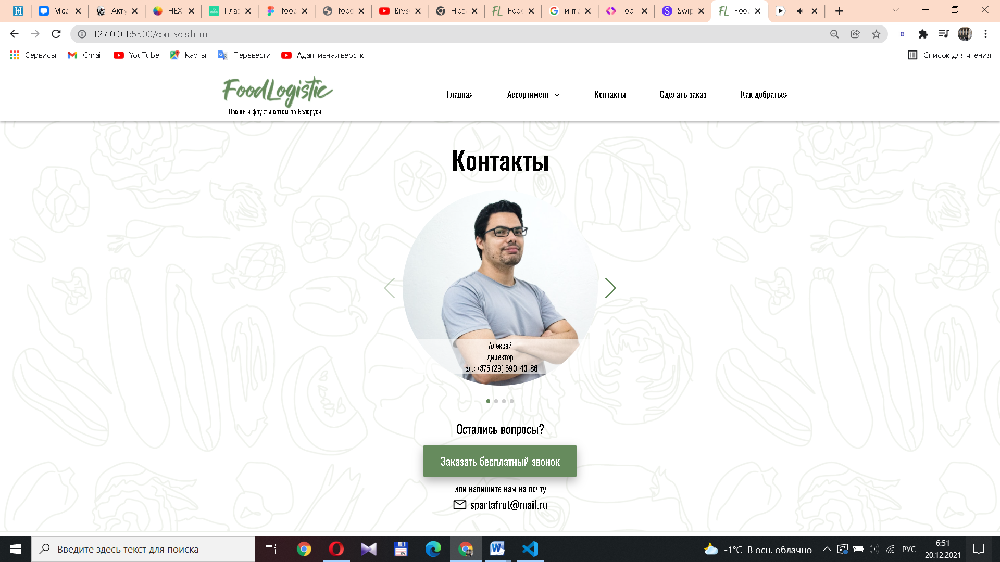 Мес
Акту
HEX
Глав
food
food
Brys
Нов
Food
инте
Top
Swip
Food
127.0.0.1:5500/contacts.html
Сервисы
Gmail
YouTube
Карты
Перевести
Адаптивная верстк...
Список для чтения
FoodLogistic
Овощи и фрукты оптом по Беларуси
Главная
Ассортимент
Контакты
Сделать заказ
Как добраться
Контакты
Алексей
директор
тел.: +375 (29) 590-40-88
Остались вопросы?
Заказать бесплатный звонок
или напишите нам на почту
spartafrut@mail.ru
Введите здесь текст для поиска
-1°C В осн. облачно
РУС
6:51
20.12.2021